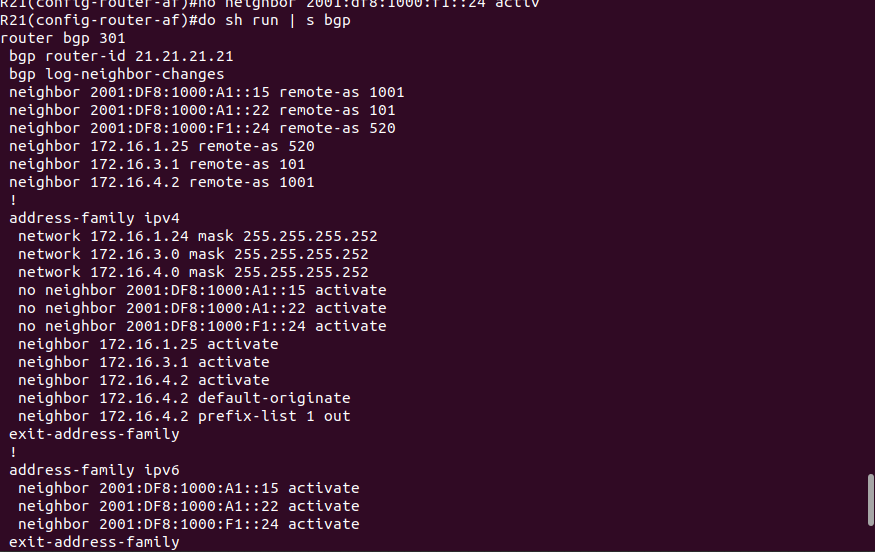 R21(config-router-af)#no neighbor 2001:df8:1000:f1::24 activ
R21(config-router-af)#do sh run | s bgp
router bgp 301
 bgp router-id 21.21.21.21
 bgp log-neighbor-changes
 neighbor 2001:DF8:1000:A1::15 remote-as 1001
 neighbor 2001:DF8:1000:A1::22 remote-as 101
 neighbor 2001:DF8:1000:F1::24 remote-as 520
 neighbor 172.16.1.25 remote-as 520
 neighbor 172.16.3.1 remote-as 101
 neighbor 172.16.4.2 remote-as 1001
 !
 address-family ipv4
  network 172.16.1.24 mask 255.255.255.252
  network 172.16.3.0 mask 255.255.255.252
  network 172.16.4.0 mask 255.255.255.252
  no neighbor 2001:DF8:1000:A1::15 activate
  no neighbor 2001:DF8:1000:A1::22 activate
  no neighbor 2001:DF8:1000:F1::24 activate
  neighbor 172.16.1.25 activate
  neighbor 172.16.3.1 activate
  neighbor 172.16.4.2 activate
  neighbor 172.16.4.2 default-originate
  neighbor 172.16.4.2 prefix-list 1 out
 exit-address-family
 !
 address-family ipv6
  neighbor 2001:DF8:1000:A1::15 activate
  neighbor 2001:DF8:1000:A1::22 activate
  neighbor 2001:DF8:1000:F1::24 activate
 exit-address-family